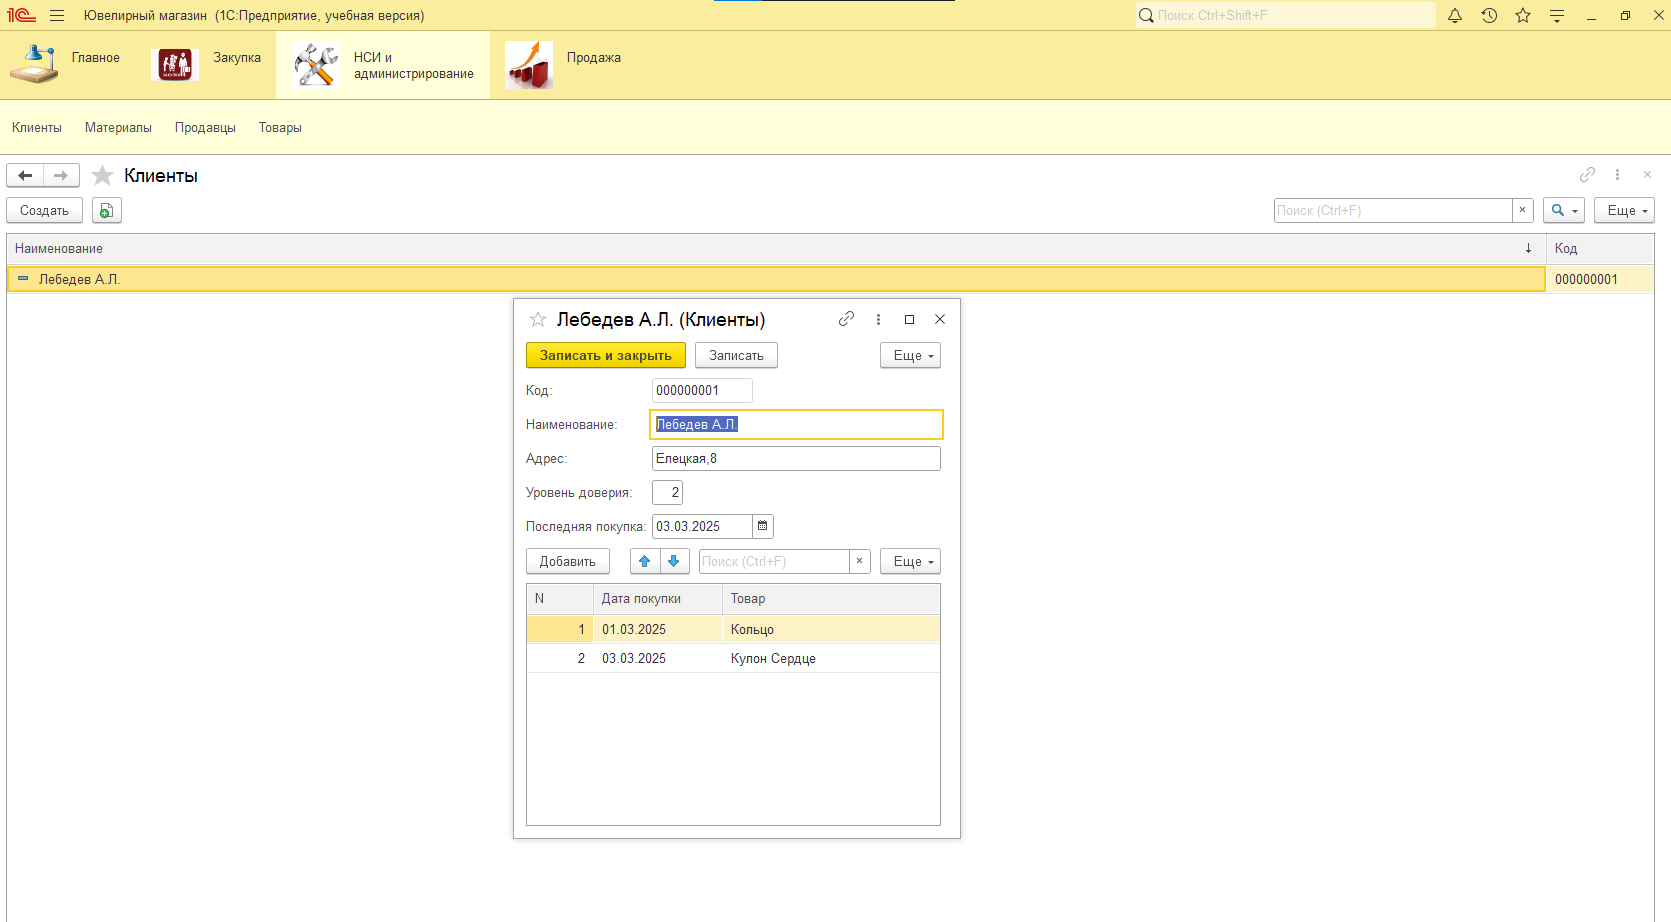 1С Ювелирный магазин (1С:Предприятие, учебная версия) Поиск Ctrl+Shift+F
Главное
ЗАКУПКИ
Закупка
НСИ и
администрирование
Продажа
Клиенты Материалы Продавцы Товары
Клиенты
Создать Поиск (Ctrl+F) × Еще
Наименование ↓ Код
Лебедев А.Л. 000000001
Лебедев А.Л. (Клиенты)
Записать и закрыть Записать Еще
Код: 000000001
Наименование: Лебедев А.Л.
Адрес: Елецкая,8
Уровень доверия: 2
Последняя покупка: 03.03.2025
Добавить Поиск (Ctrl+F) × Еще
N Дата покупки Товар
1 01.03.2025 Кольцо
2 03.03.2025 Кулон Сердце